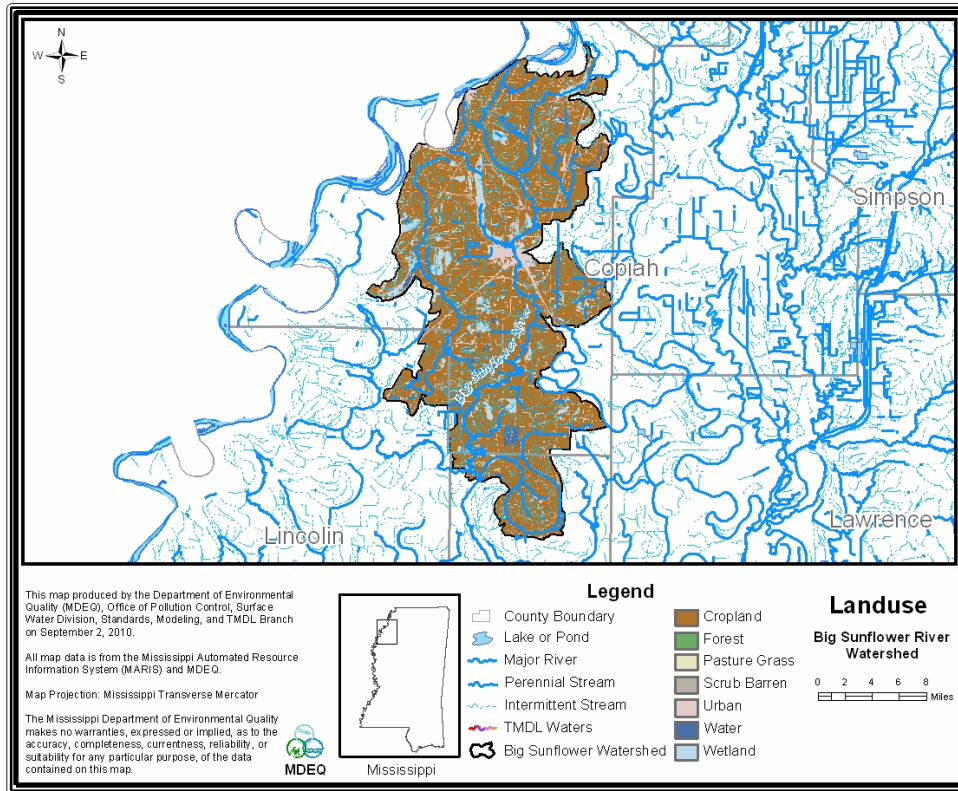 N
W E
S
Simpson
Copiah
Big Sunflower River
Lincolin
Lawrence
This map produced by the Department of Environmental
Quality (MDEQ), Office of Pollution Control, Surface
Water Division, Standards, Modeling, and TMDL Branch
on September 2, 2010.
All map data is from the Mississippi Automated Resource
Information System (MARIS) and MDEQ.
Map Projection: Mississippi Transverse Mercator
The Mississippi Department of Environmental Quality
makes no warranties, expressed or implied, as to the
accuracy, completeness, currentness, reliability, or
suitability for any particular purpose, of the data
contained on this map.
MDEQ
Mississippi
Legend
County Boundary
Lake or Pond
Major River
Perennial Stream
Intermittent Stream
TMDL Waters
Big Sunflower Watershed
Cropland
Forest
Pasture Grass
Scrub Barren
Urban
Water
Wetland
Landuse
Big Sunflower River
Watershed
0 2 4 6 8
Miles